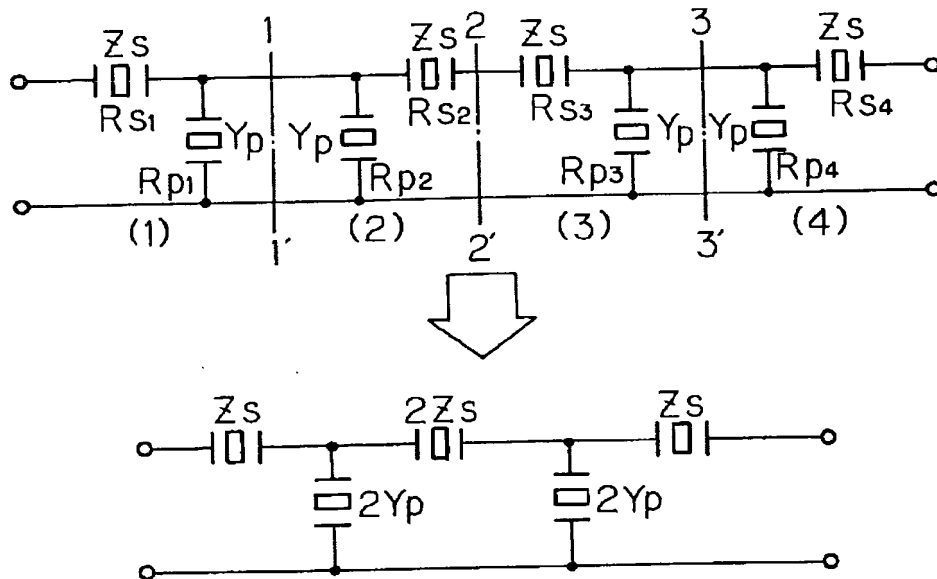 1 2 3
Zs Zs Zs Zs
Rs1 Rs2 Rs3 Rs4
Yp Yp Yp Yp
Rp1 Rp2 Rp3 Rp4
(1) (2) (3) (4)
1' 2' 3'
Zs 2Zs Zs
2Yp 2Yp